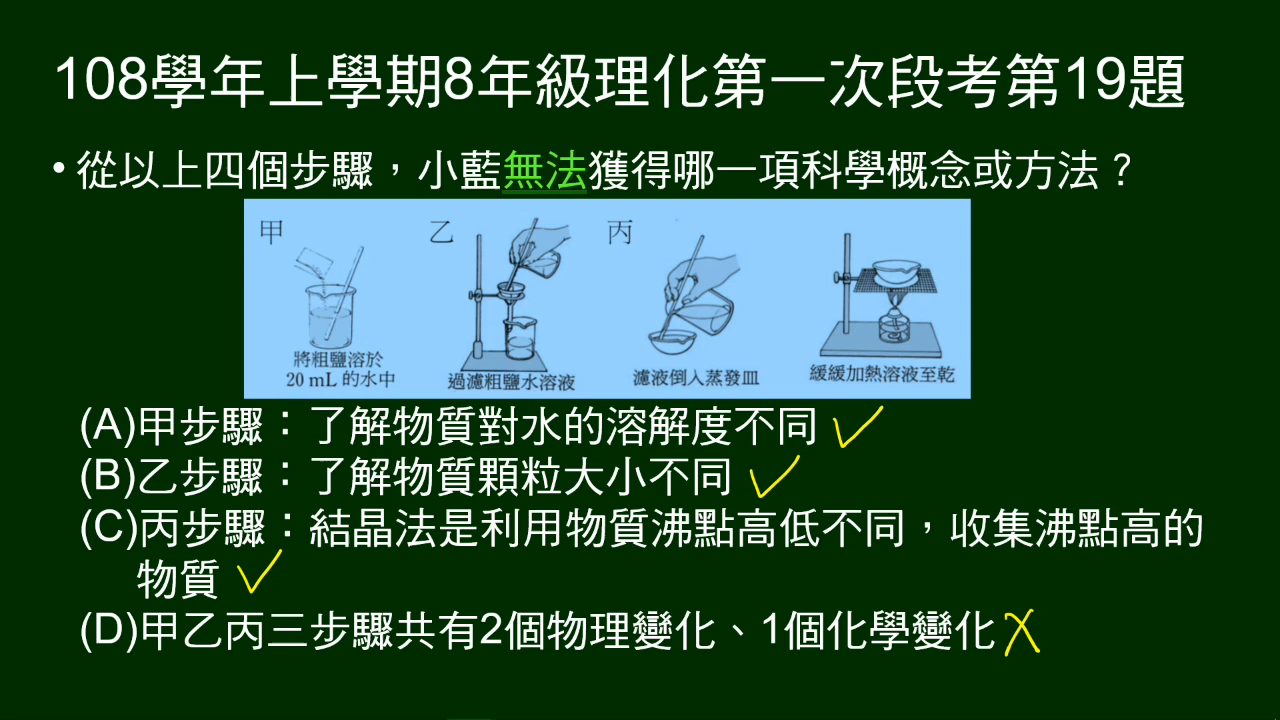 108學年上學期8年級理化第一次段考第19題
• 從以上四個步驟，小藍無法獲得哪一項科學概念或方法？
甲
乙
丙
將粗鹽溶於
20 mL 的水中
過濾粗鹽水溶液
濾液倒入蒸發皿
緩緩加熱溶液至乾
(A)甲步驟：了解物質對水的溶解度不同
(B)乙步驟：了解物質顆粒大小不同
(C)丙步驟：結晶法是利用物質沸點高低不同，收集沸點高的
物質
(D)甲乙丙三步驟共有2個物理變化、1個化學變化